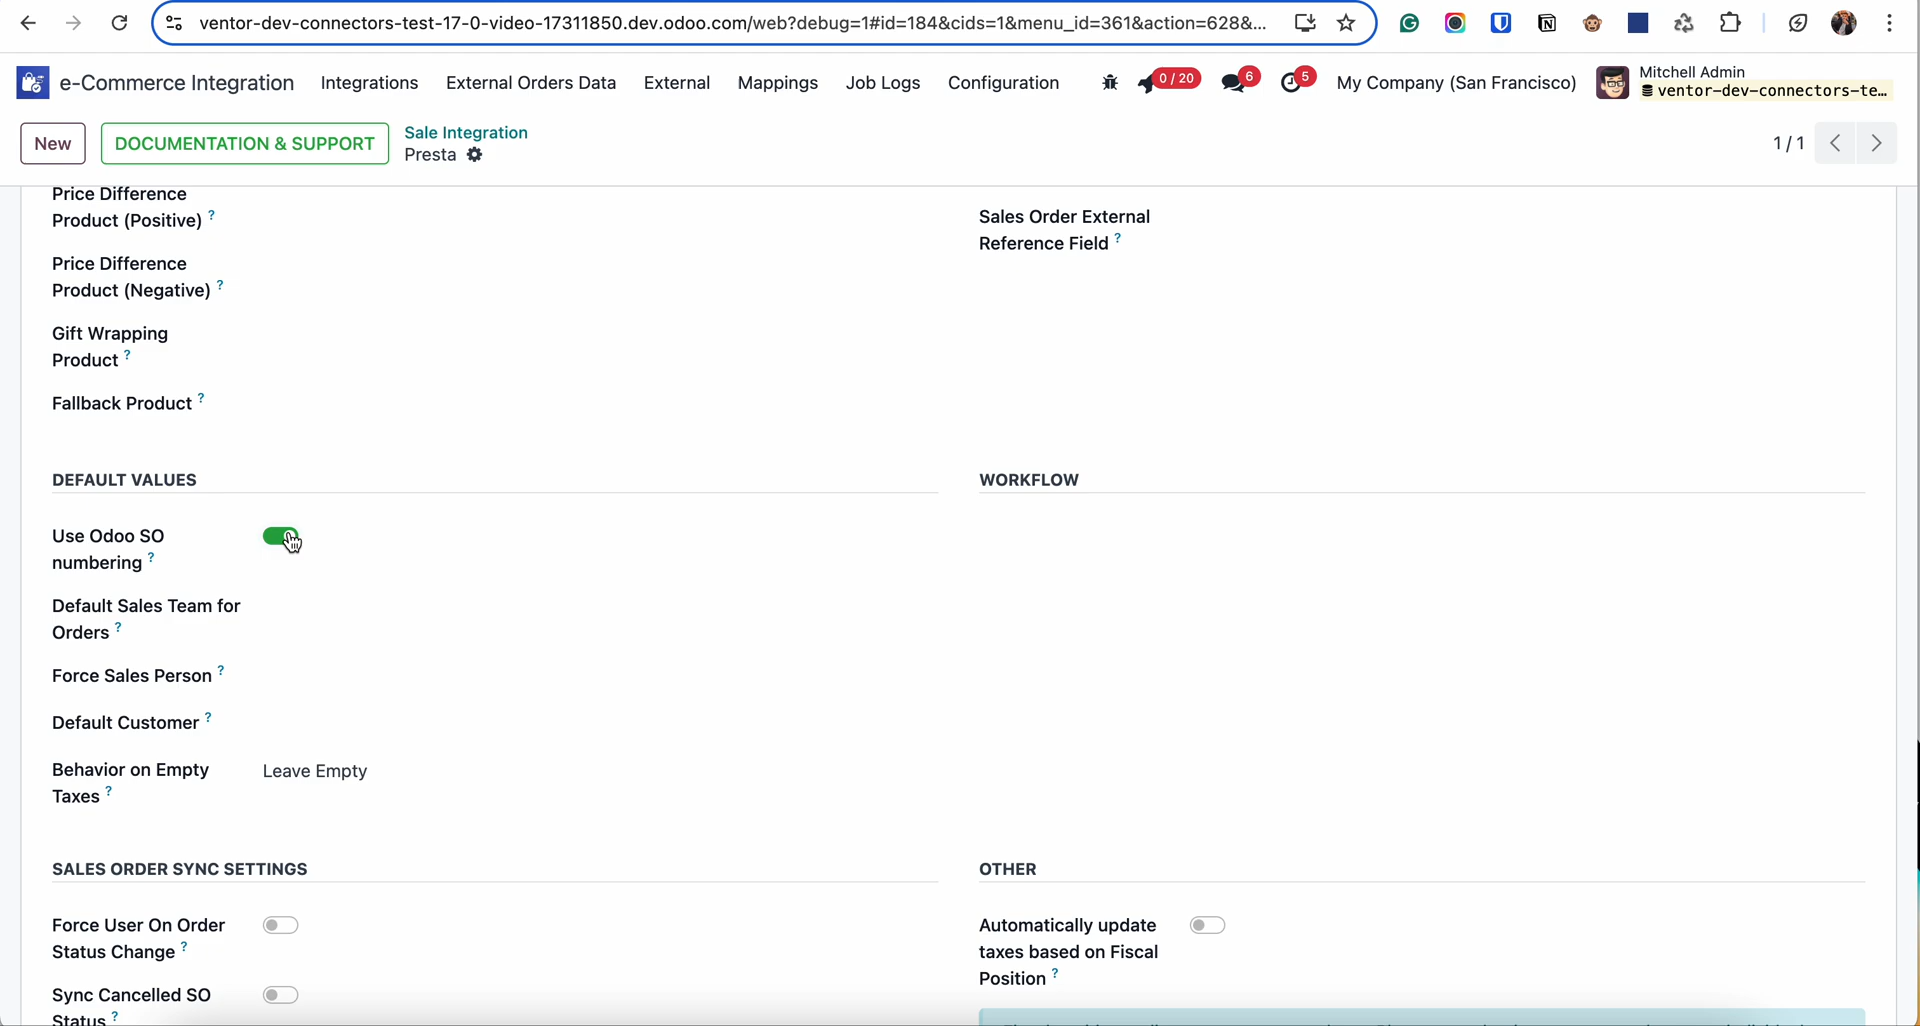 ventor-dev-connectors-test-17-0-video-17311850.dev.odoo.com/web?debug=1#id=184&cids=1&menu_id=361&action=628&...
e-Commerce Integration Integrations External Orders Data External Mappings Job Logs Configuration 0 / 20 6 5 My Company (San Francisco) Mitchell Admin
ventor-dev-connectors-te...
New DOCUMENTATION & SUPPORT Sale Integration
Presta
1 / 1
Price Difference
Product (Positive) ?
Sales Order External
Reference Field ?
Price Difference
Product (Negative) ?
Gift Wrapping
Product ?
Fallback Product ?
DEFAULT VALUES
WORKFLOW
Use Odoo SO
numbering ?
Default Sales Team for
Orders ?
Force Sales Person ?
Default Customer ?
Behavior on Empty
Taxes ?
Leave Empty
SALES ORDER SYNC SETTINGS
OTHER
Force User On Order
Status Change ?
Automatically update
taxes based on Fiscal
Position ?
Sync Cancelled SO
Status ?